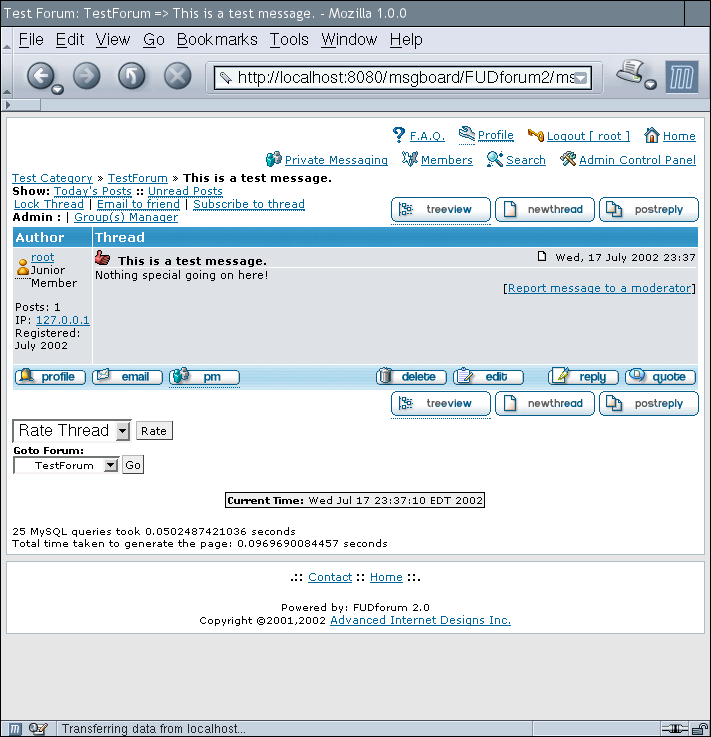 Test Forum: TestForum => This is a test message. - Mozilla 1.0.0
File Edit View Go Bookmarks Tools Window Help
http://localhost:8080/msgboard/FUDforum2/ms
F.A.Q. Profile Logout [ root ] Home
Private Messaging Members Search Admin Control Panel
Test Category » TestForum » This is a test message.
Show: Today's Posts :: Unread Posts
Lock Thread | Email to friend | Subscribe to thread
Admin : | Group(s) Manager
treeview newthread postreply
Author Thread
root
Junior
Member
Posts: 1
IP: 127.0.0.1
Registered:
July 2002
This is a test message. Wed, 17 July 2002 23:37
Nothing special going on here!
[Report message to a moderator]
profile email pm delete edit reply quote
treeview newthread postreply
Rate Thread Rate
Goto Forum:
TestForum Go
Current Time: Wed Jul 17 23:37:10 EDT 2002
25 MySQL queries took 0.0502487421036 seconds
Total time taken to generate the page: 0.0969690084457 seconds
.:: Contact :: Home ::.
Powered by: FUDforum 2.0
Copyright ©2001,2002 Advanced Internet Designs Inc.
Transferring data from localhost...